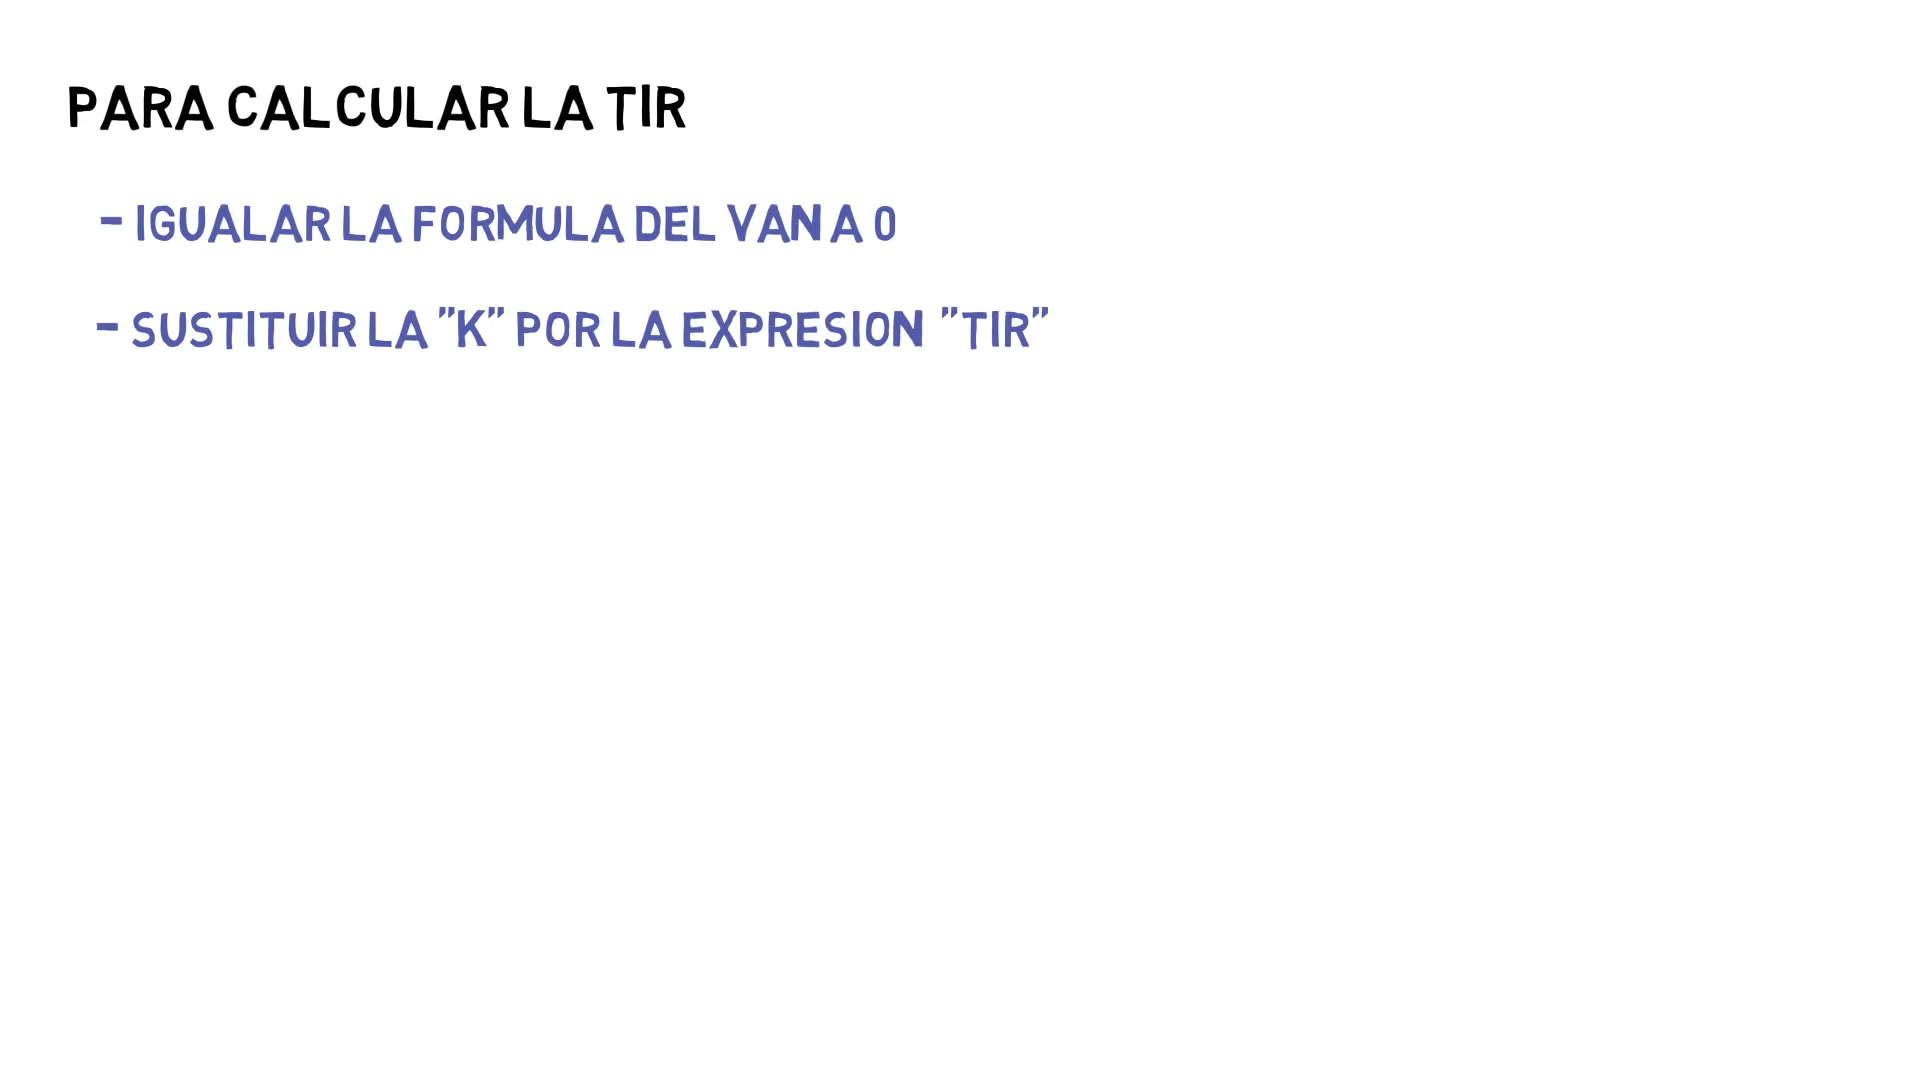 PARA CALCULAR LA TIR
- IGUALAR LA FORMULA DEL VAN A 0
- SUSTITUIR LA "K" POR LA EXPRESION "TIR"